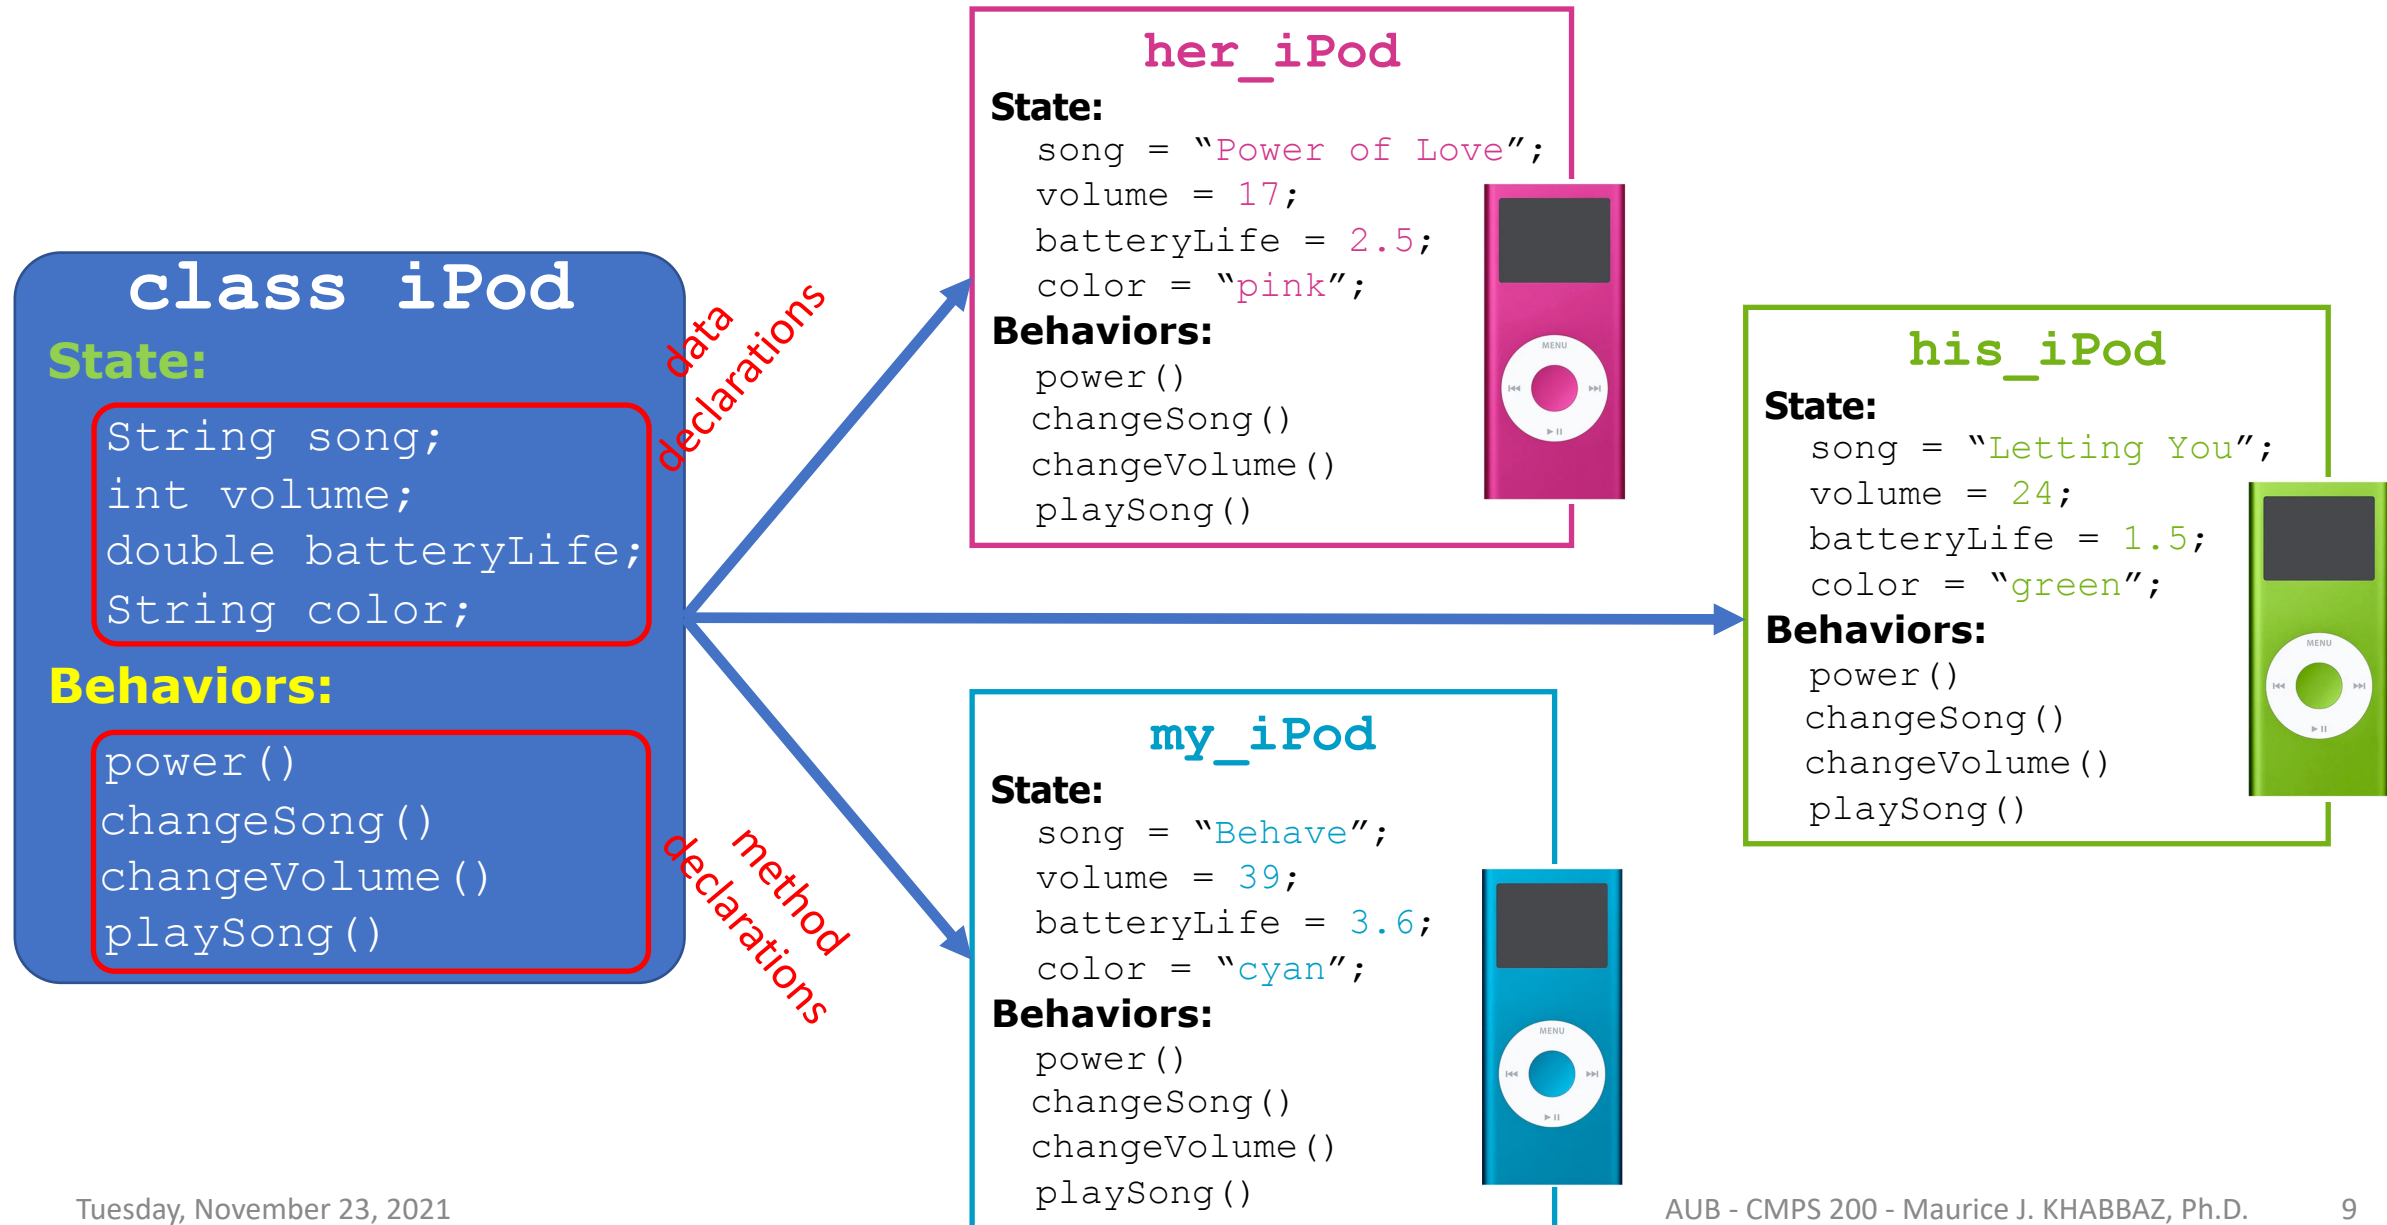 class iPod
State:
String song;
int volume;
double batteryLife;
String color;
Behaviors:
power()
changeSong()
changeVolume()
playSong()
data
declarations
method
declarations
her_iPod
State:
song = “Power of Love”;
volume = 17;
batteryLife = 2.5;
color = “pink”;
Behaviors:
power()
changeSong()
changeVolume()
playSong()
MENU
his_iPod
State:
song = “Letting You”;
volume = 24;
batteryLife = 1.5;
color = “green”;
Behaviors:
power()
changeSong()
changeVolume()
playSong()
MENU
my_iPod
State:
song = “Behave”;
volume = 39;
batteryLife = 3.6;
color = “cyan”;
Behaviors:
power()
changeSong()
changeVolume()
playSong()
MENU
Tuesday, November 23, 2021
AUB - CMPS 200 - Maurice J. KHABBAZ, Ph.D.
9